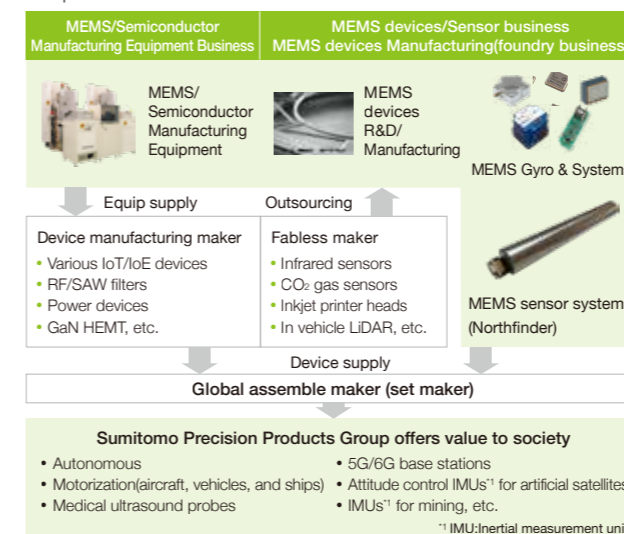 MEMS/Semiconductor
Manufacturing Equipment Business
MEMS devices/Sensor business
MEMS devices Manufacturing(foundry business
MEMS/
Semiconductor
Manufacturing
Equipment
MEMS
devices
R&D/
Manufacturing
MEMS Gyro & System
Equip supply
Outsourcing
Device manufacturing maker
• Various IoT/IoE devices
• RF/SAW filters
• Power devices
• GaN HEMT, etc.
Fabless maker
• Infrared sensors
• CO₂ gas sensors
• Inkjet printer heads
• In vehicle LiDAR, etc.
MEMS sensor system
(Northfinder)
Device supply
Global assemble maker (set maker)
Sumitomo Precision Products Group offers value to society
• Autonomous
• Motorization(aircraft, vehicles, and ships)
• Medical ultrasound probes
• 5G/6G base stations
• Attitude control IMUs*1 for artificial satellites
• IMUs*1 for mining, etc.
*1 IMU:Inertial measurement uni